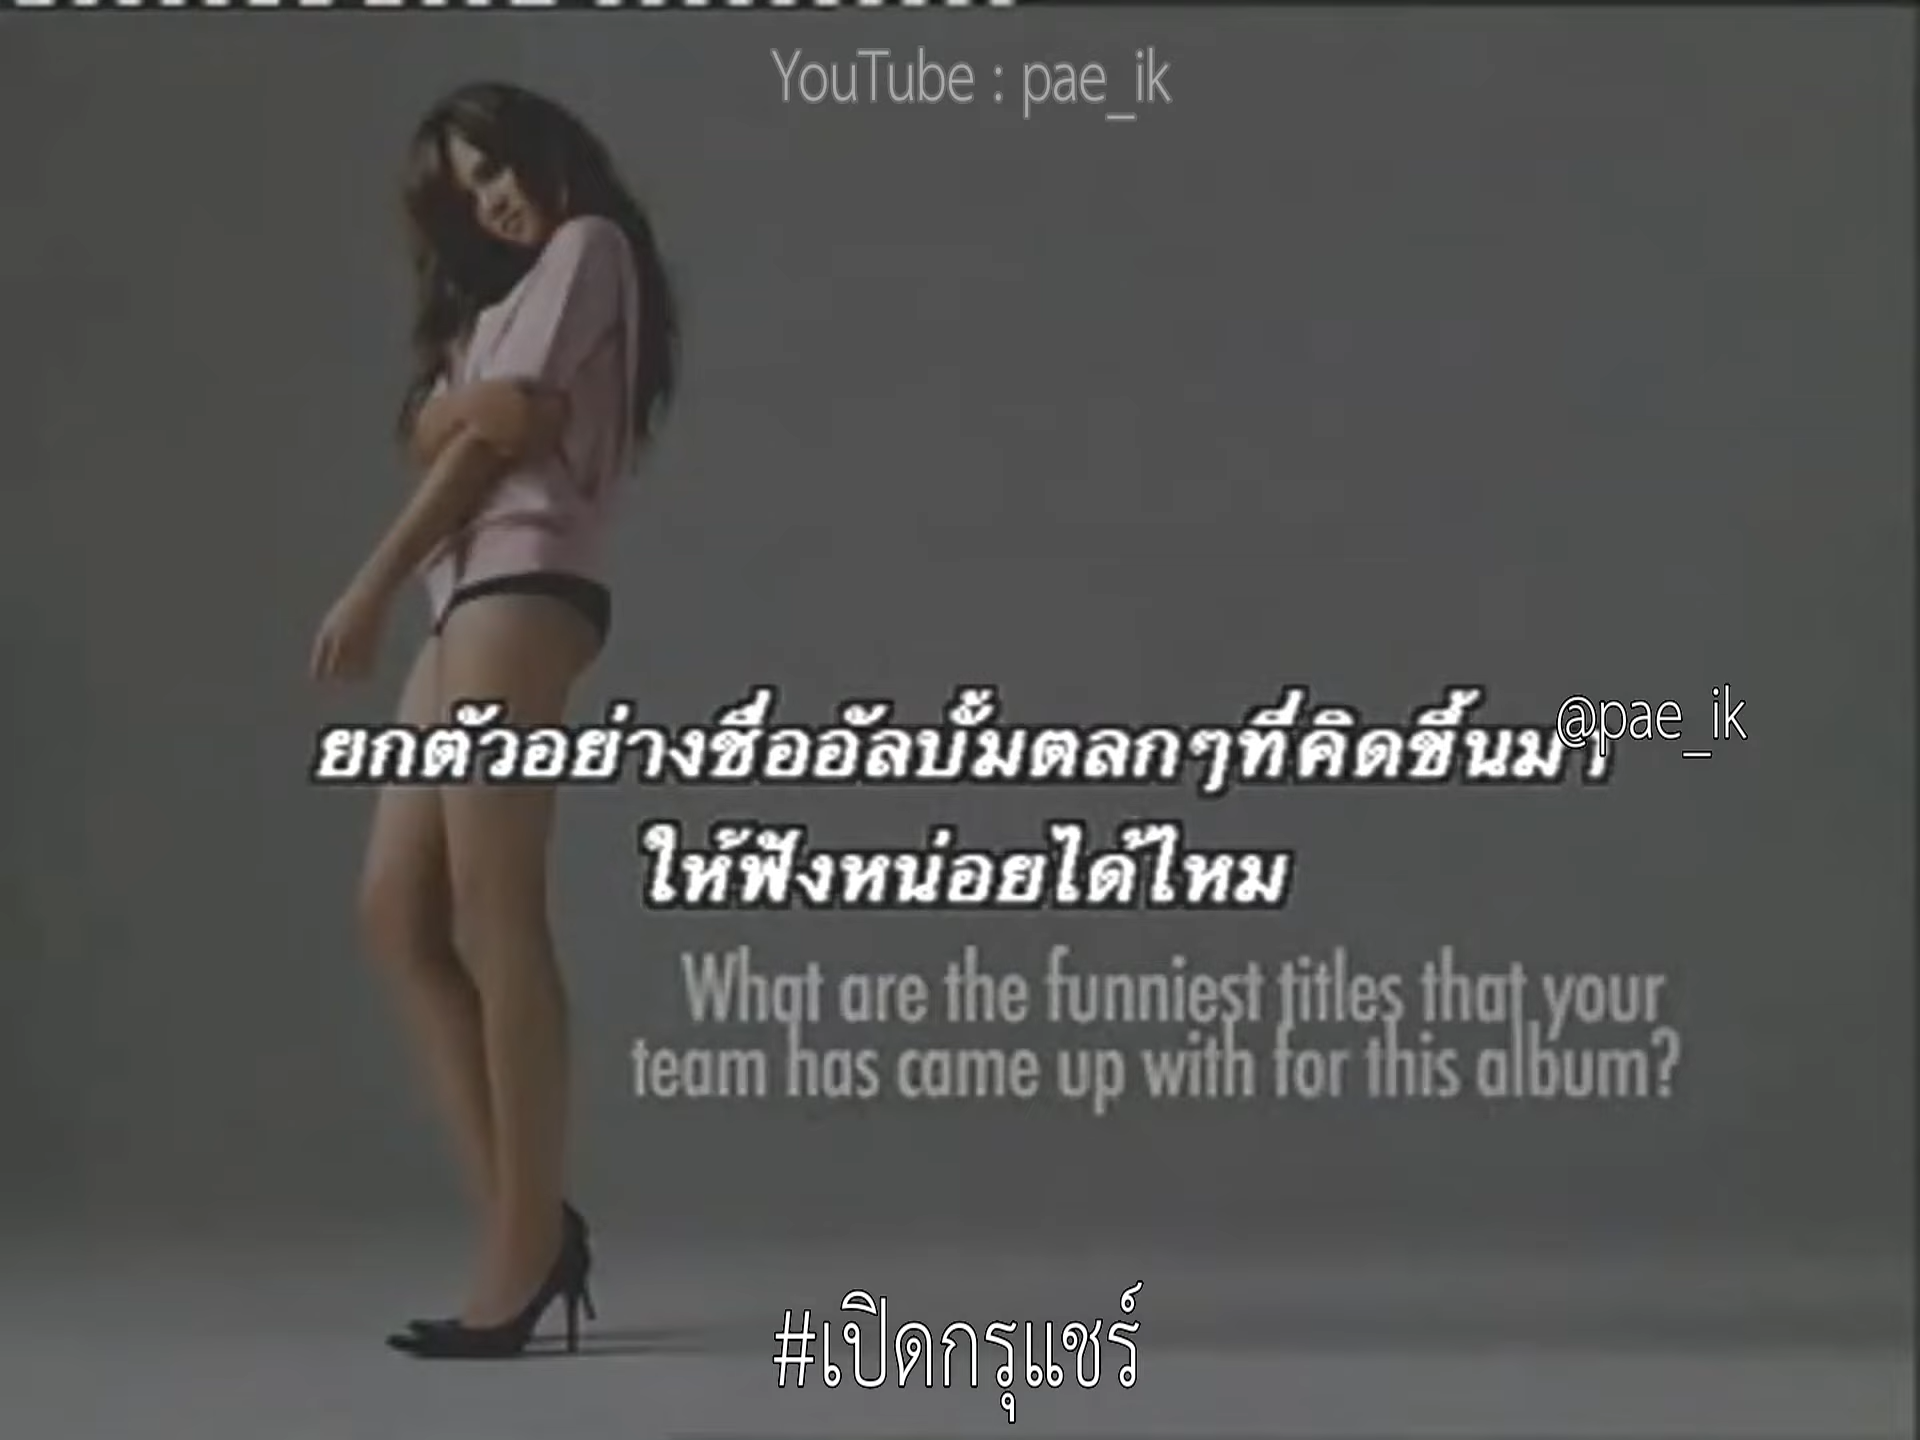 YouTube : pae_ik
ยกตัวอย่างชื่ออัลบั้มตลกๆที่คิดขึ้นมา
@pae_ik
ให้ฟังหน่อยได้ไหม
What are the funniest titles that your
team has came up with for this album?
#เปิดกรุแชร์